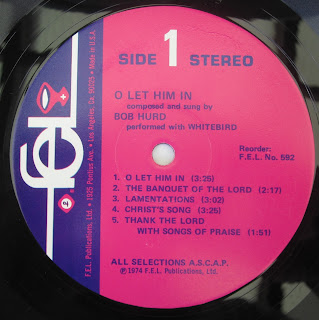 SIDE 1 STEREO
O LET HIM IN
composed and sung by
BOB HURD
performed with WHITEBIRD
Reorder:
F.E.L. No. 592
1. O LET HIM IN (3:25)
2. THE BANQUET OF THE LORD (2:17)
3. LAMENTATIONS (3:02)
4. CHRIST'S SONG (3:25)
5. THANK THE LORD
WITH SONGS OF PRAISE (1:51)
ALL SELECTIONS A.S.C.A.P.
℗ 1974 F.E.L. Publications, Ltd.
fel
F.E.L. Publications, Ltd. • 1925 Pontius Ave. • Los Angeles, Ca. 90025 • Made in U.S.A.